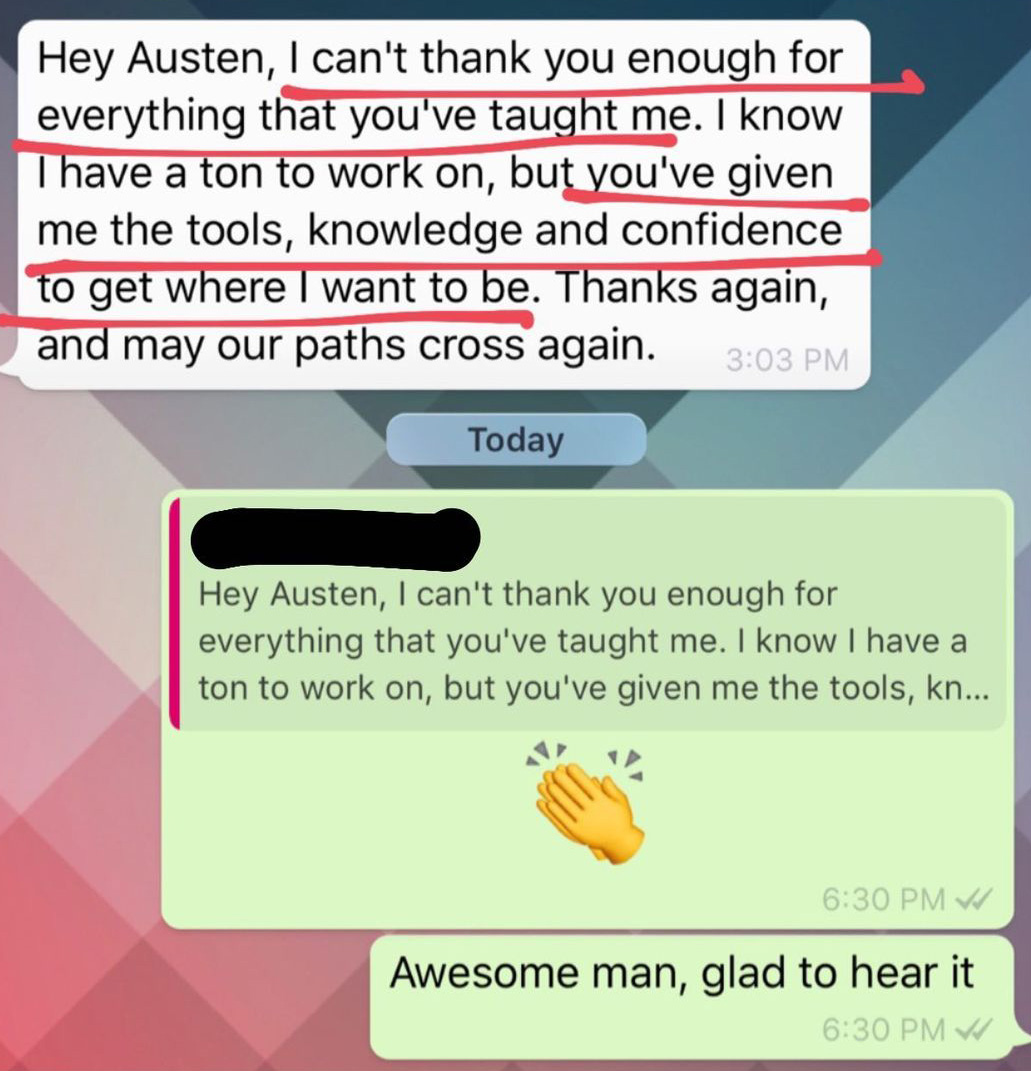 Hey Austen, I can't thank you enough for
everything that you've taught me. I know
I have a ton to work on, but you've given
me the tools, knowledge and confidence
to get where I want to be. Thanks again,
and may our paths cross again.
3:03 PM
Today
Hey Austen, I can't thank you enough for
everything that you've taught me. I know I have a
ton to work on, but you've given me the tools, kn...
👏
6:30 PM
Awesome man, glad to hear it
6:30 PM